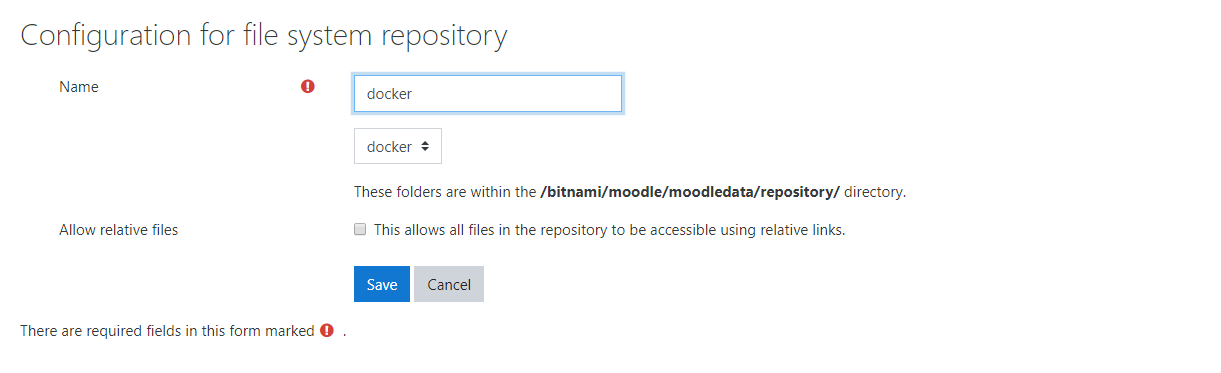 Configuration for file system repository
Name
docker
docker
These folders are within the /bitnami/moodle/moodledata/repository/ directory.
Allow relative files
This allows all files in the repository to be accessible using relative links.
Save
Cancel
There are required fields in this form marked .